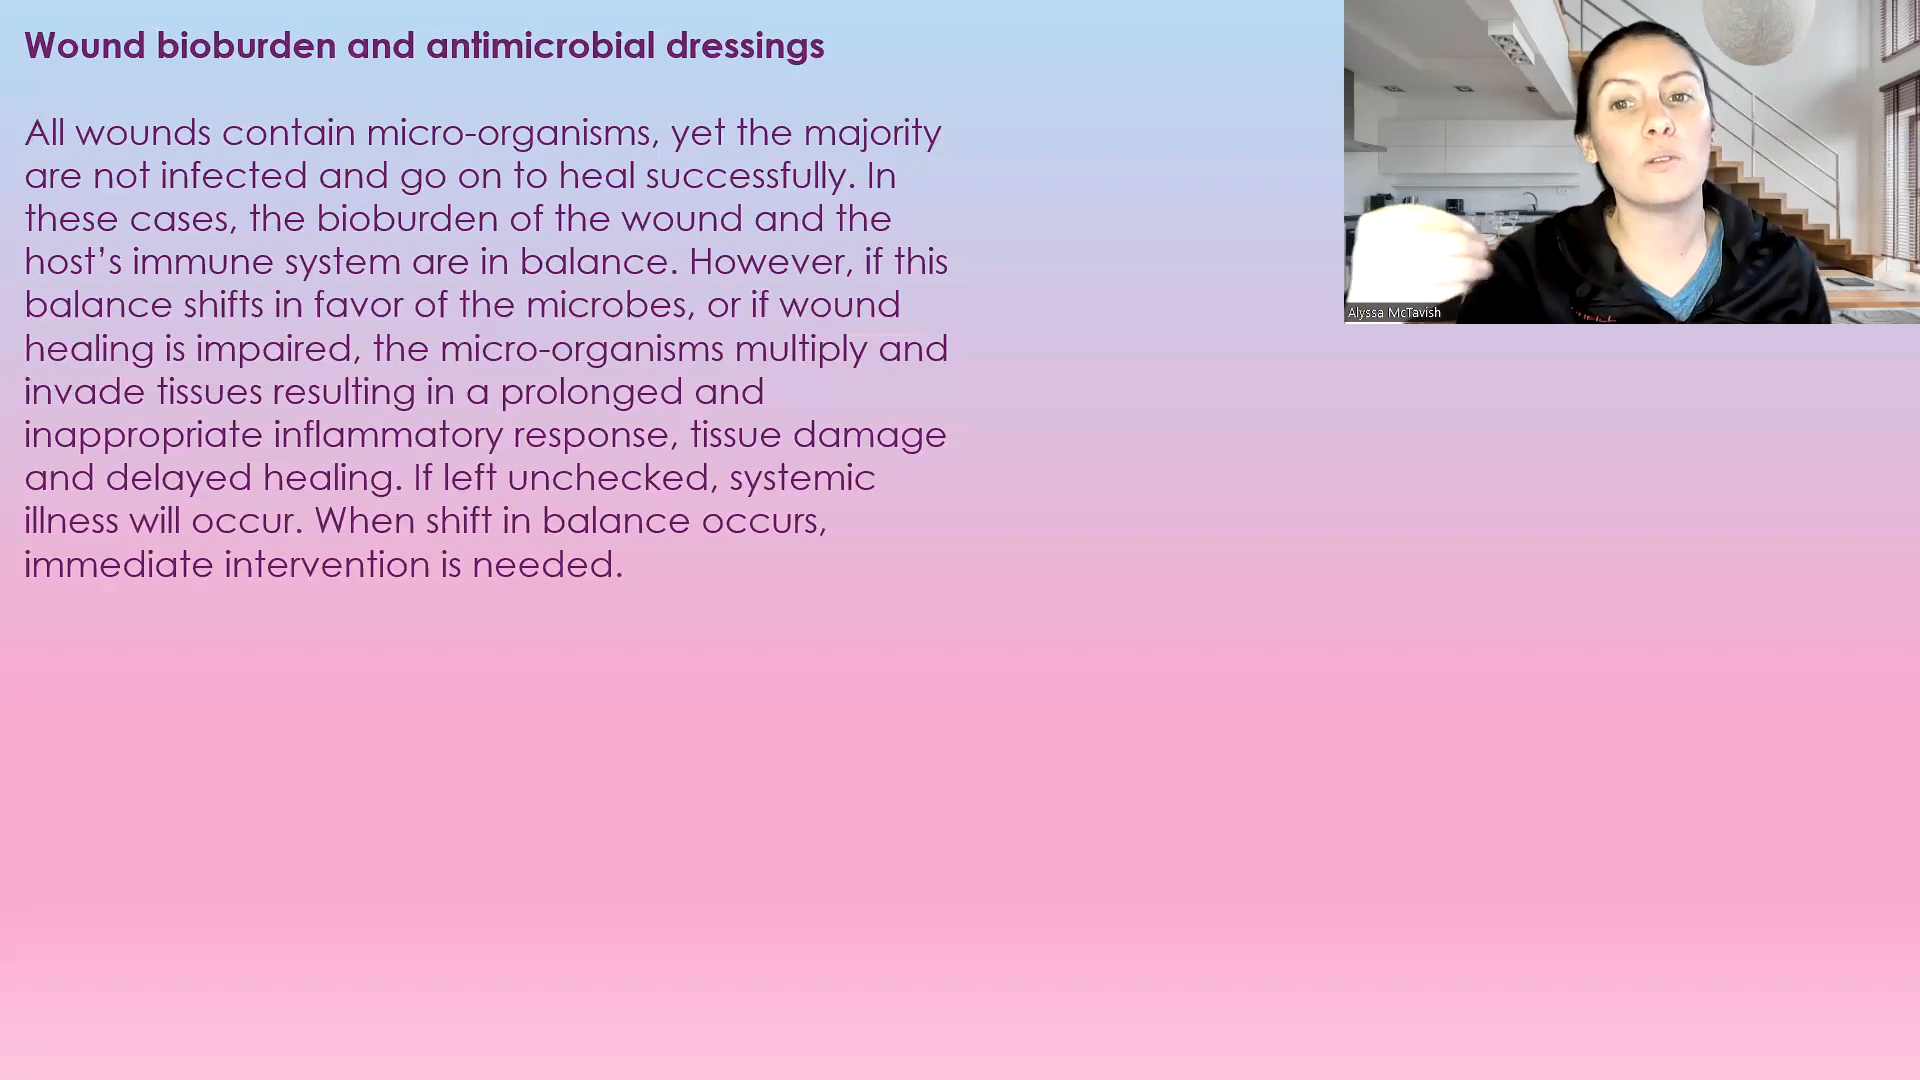 Wound bioburden and antimicrobial dressings
All wounds contain micro-organisms, yet the majority
are not infected and go on to heal successfully. In
these cases, the bioburden of the wound and the
host’s immune system are in balance. However, if this
balance shifts in favor of the microbes, or if wound
healing is impaired, the micro-organisms multiply and
invade tissues resulting in a prolonged and
inappropriate inflammatory response, tissue damage
and delayed healing. If left unchecked, systemic
illness will occur. When shift in balance occurs,
immediate intervention is needed.
Alyssa McTavish